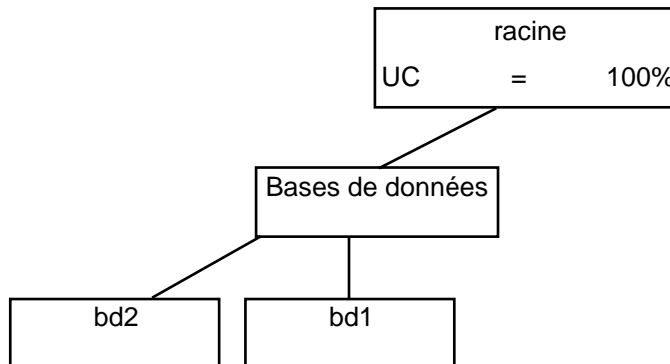 racine
UC = 100%
Bases de données
bd2
bd1